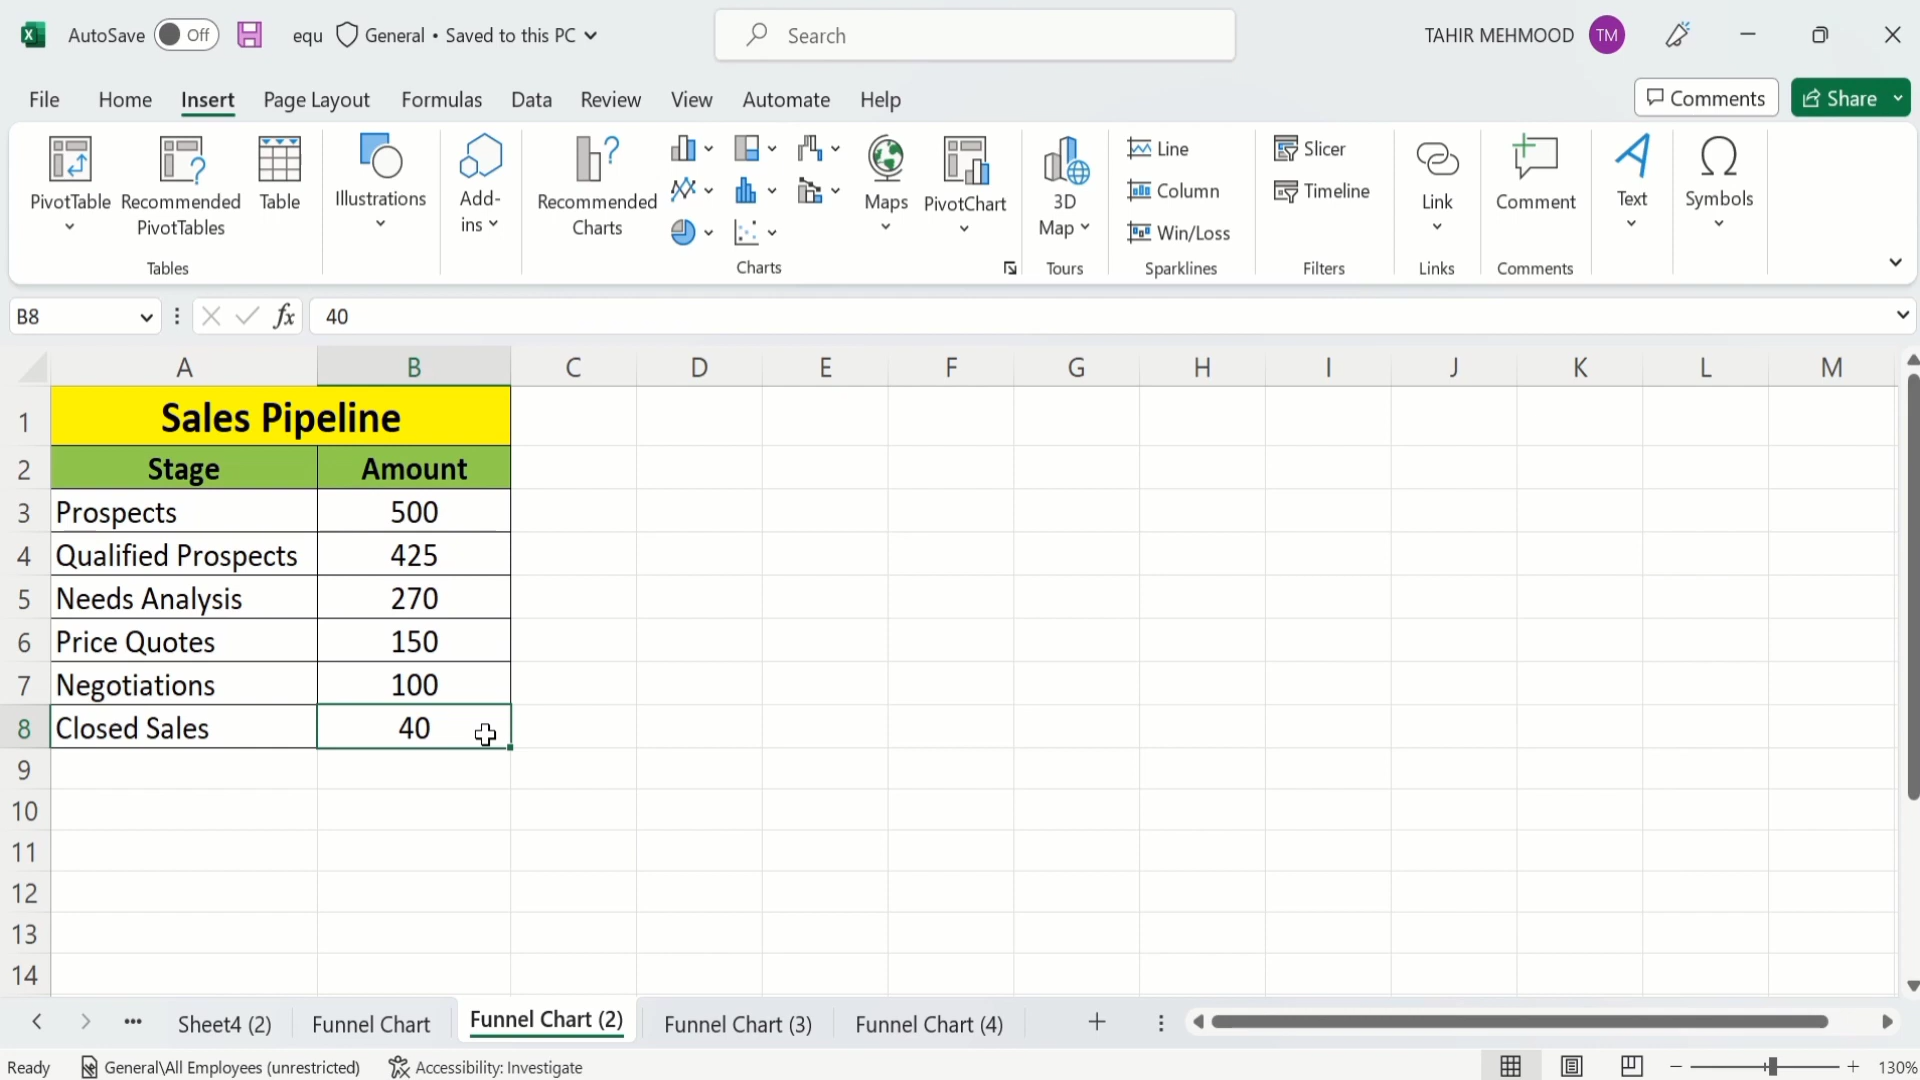 AutoSave Off equ General • Saved to this PC Search TAHIR MEHMOOD TM
File Home Insert Page Layout Formulas Data Review View Automate Help Comments Share
PivotTable
Recommended
PivotTables
Table
Illustrations
Add-
ins
Recommended
Charts
Maps
PivotChart
3D
Map
Line
Column
Win/Loss
Slicer
Timeline
Link
Comment
Text
Symbols
Tables Charts Tours Sparklines Filters Links Comments
B8 fx 40
A B C D E F G H I J K L M
1 Sales Pipeline
2 Stage Amount
3 Prospects 500
4 Qualified Prospects 425
5 Needs Analysis 270
6 Price Quotes 150
7 Negotiations 100
8 Closed Sales 40
9
10
11
12
13
14
••• Sheet4 (2) Funnel Chart Funnel Chart (2) Funnel Chart (3) Funnel Chart (4) +
Ready General\All Employees (unrestricted) Accessibility: Investigate − + 130%